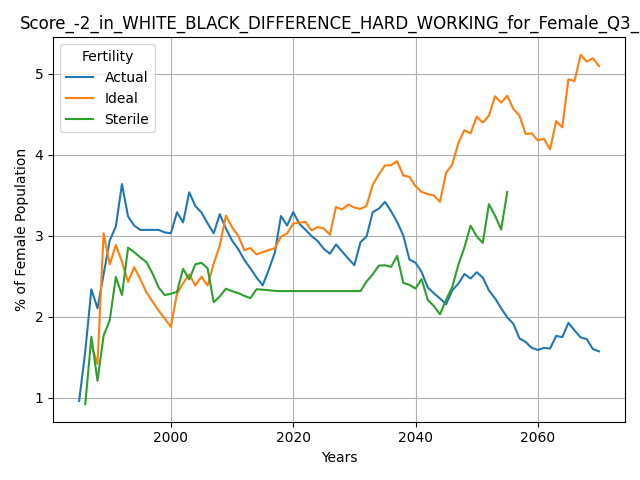 Score_-2_in_WHITE_BLACK_DIFFERENCE_HARD_WORKING_for_Female_Q3_
Fertility
Actual
Ideal
Sterile
% of Female Population
5
4
3
2
1
2000 2020 2040 2060
Years